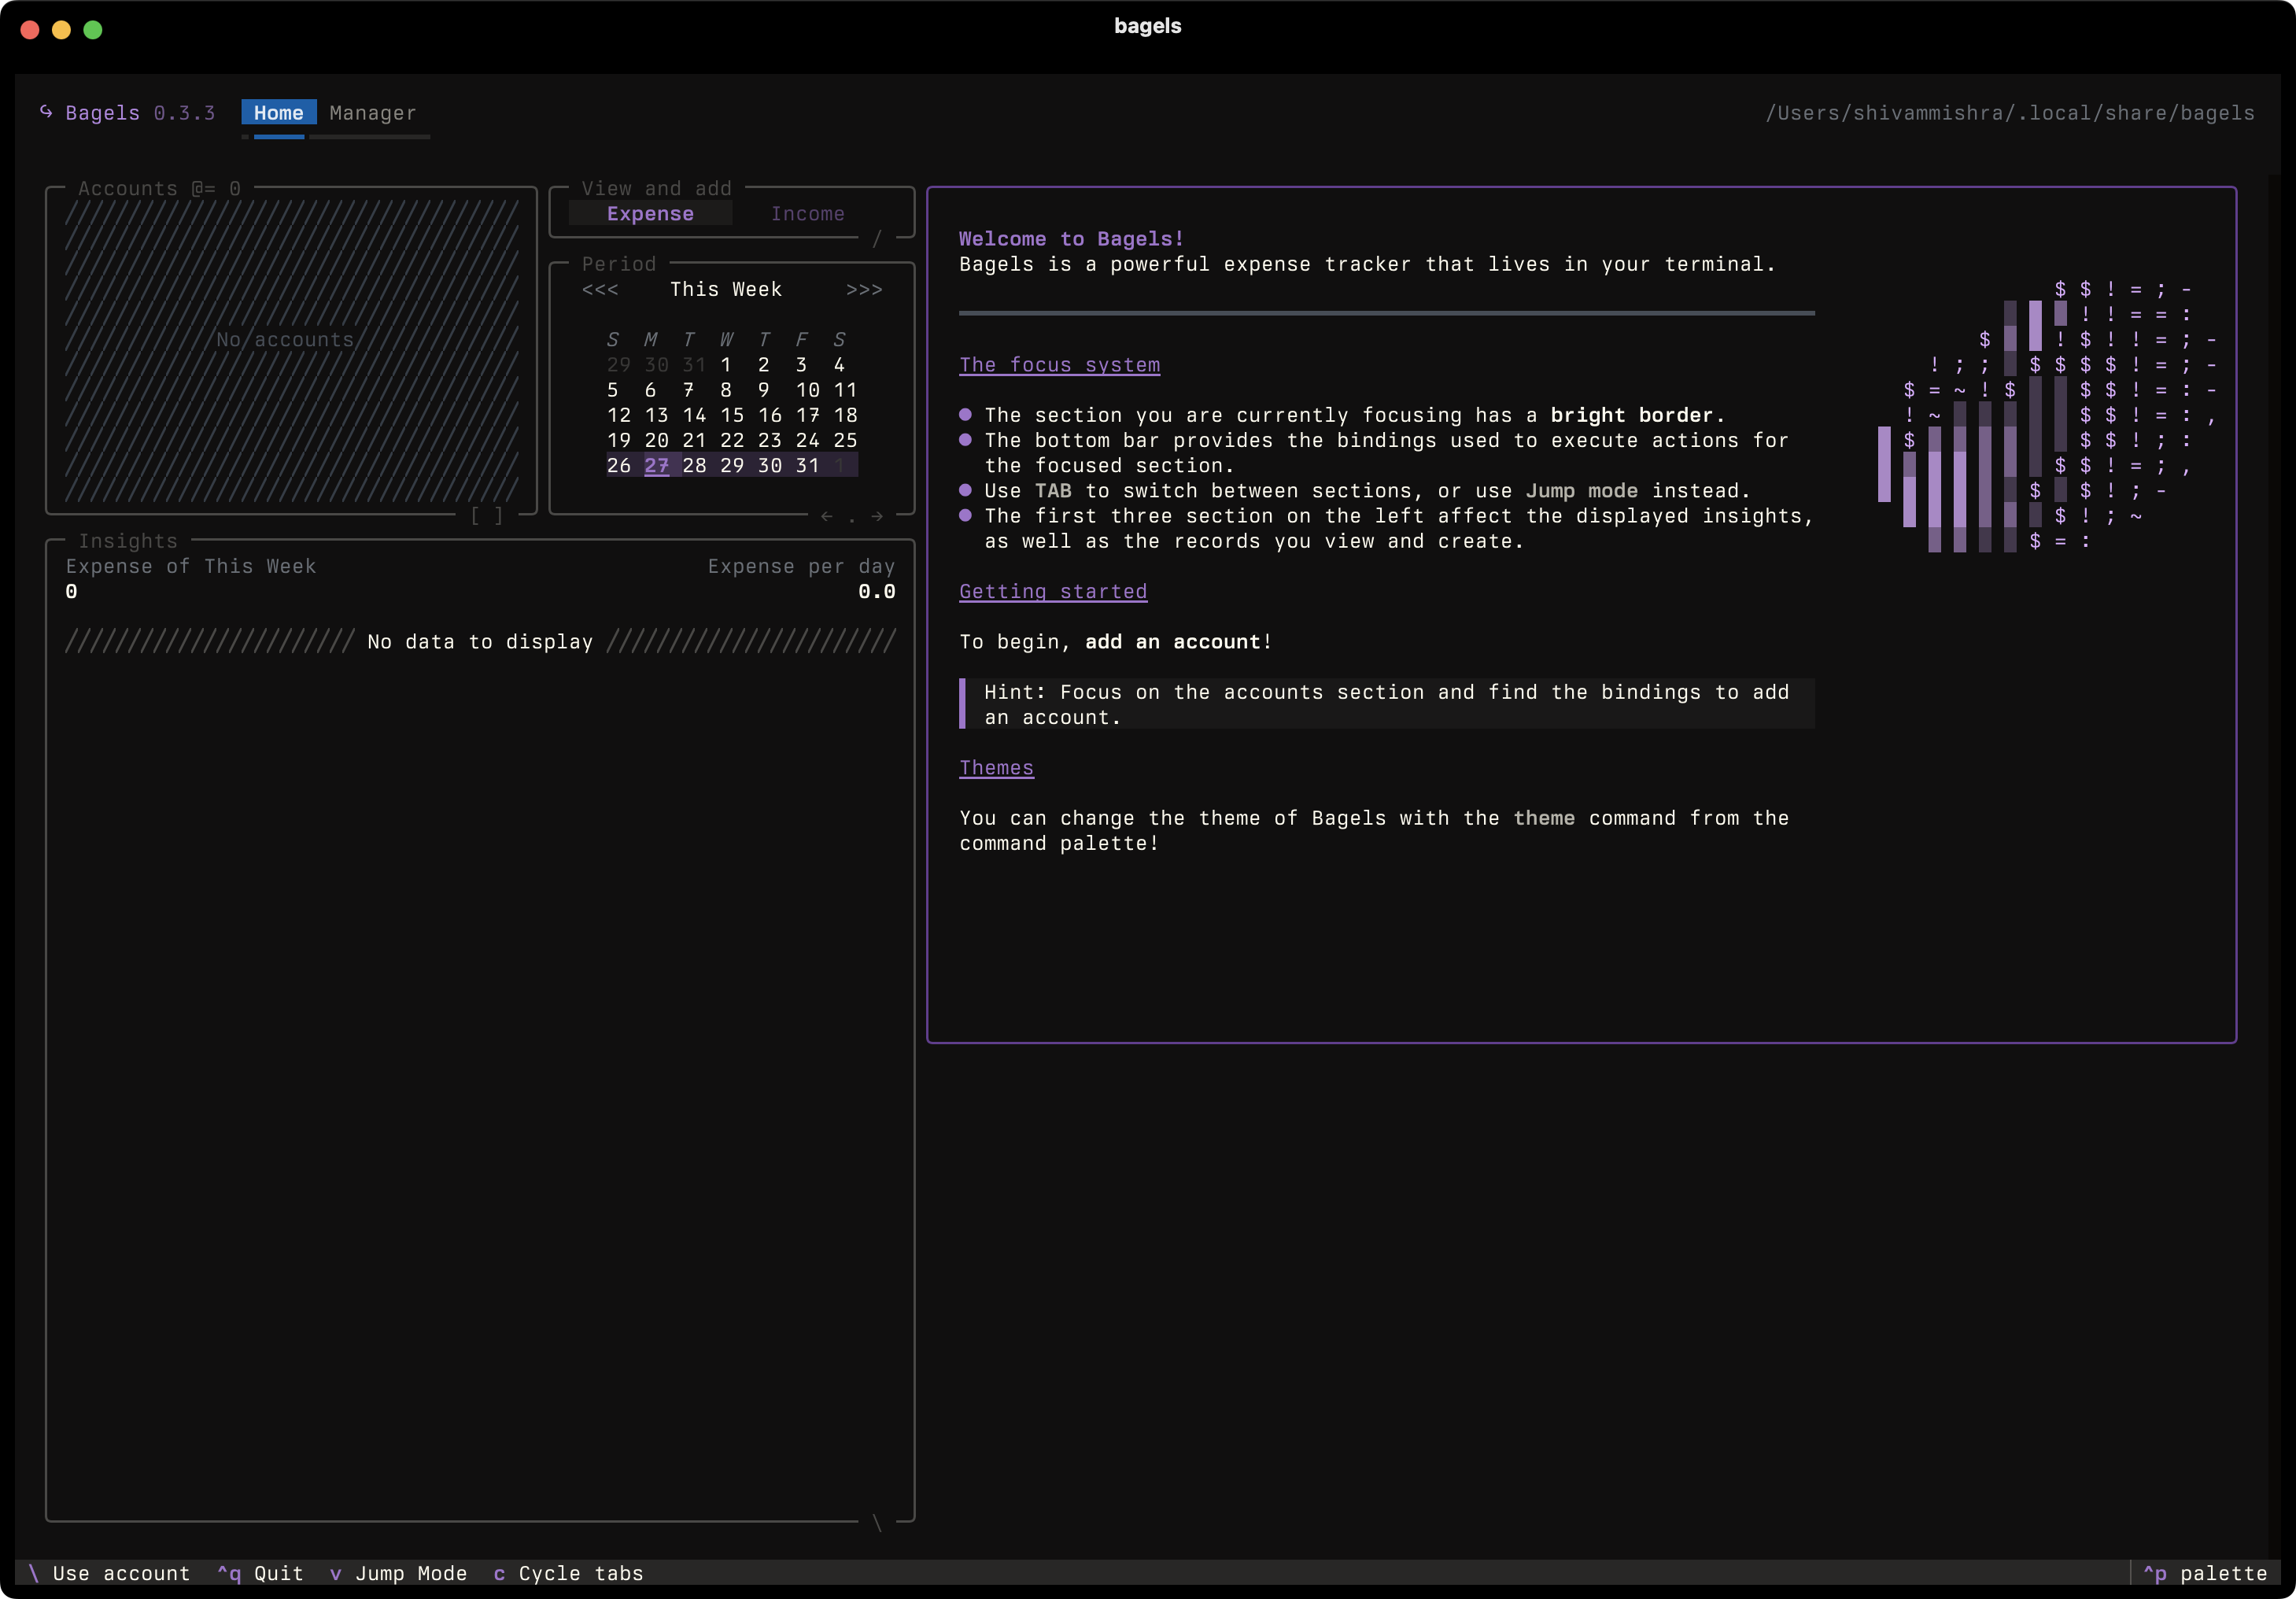 bagels
↪ Bagels 0.3.3 Home Manager /Users/shivammishra/.local/share/bagels
Accounts @= 0
No accounts
[ ]
View and add
Expense Income
/
Period
<<< This Week >>>
S M T W T F S
29 30 31 1 2 3 4
5 6 7 8 9 10 11
12 13 14 15 16 17 18
19 20 21 22 23 24 25
26 27 28 29 30 31 1
← . →
Insights
Expense of This Week Expense per day
0 0.0
No data to display
\
Welcome to Bagels!
Bagels is a powerful expense tracker that lives in your terminal.
The focus system
● The section you are currently focusing has a bright border.
● The bottom bar provides the bindings used to execute actions for
the focused section.
● Use TAB to switch between sections, or use Jump mode instead.
● The first three section on the left affect the displayed insights,
as well as the records you view and create.
Getting started
To begin, add an account!
Hint: Focus on the accounts section and find the bindings to add
an account.
Themes
You can change the theme of Bagels with the theme command from the
command palette!
\ Use account ^q Quit v Jump Mode c Cycle tabs ^p palette